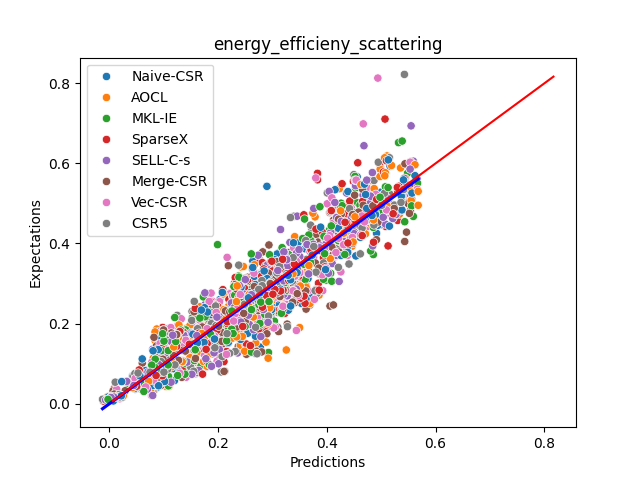 energy_efficieny_scattering
Naive-CSR
AOCL
MKL-IE
SparseX
SELL-C-s
Merge-CSR
Vec-CSR
CSR5
Expectations
0.8
0.6
0.4
0.2
0.0
0.0 0.2 0.4 0.6 0.8
Predictions